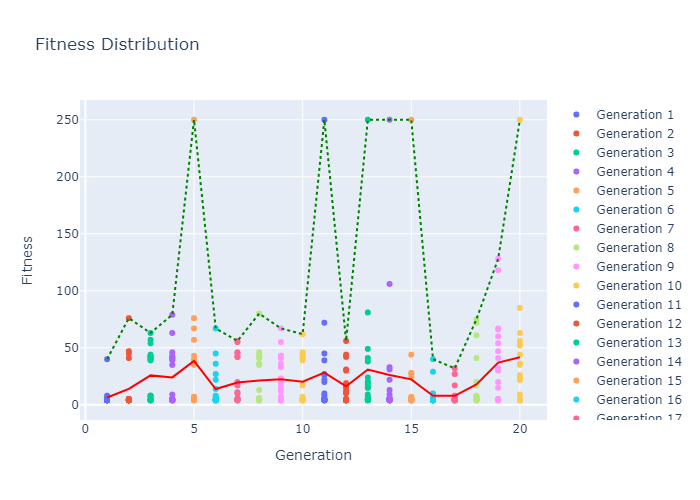 Fitness Distribution
Fitness
250
200
150
100
50
0
0
5
10
15
20
Generation
Generation 1
Generation 2
Generation 3
Generation 4
Generation 5
Generation 6
Generation 7
Generation 8
Generation 9
Generation 10
Generation 11
Generation 12
Generation 13
Generation 14
Generation 15
Generation 16
Generation 17